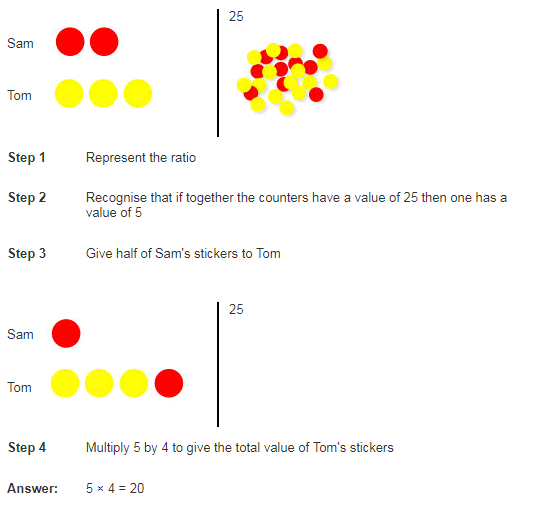 25
Sam
Tom
Step 1 Represent the ratio
Step 2 Recognise that if together the counters have a value of 25 then one has a
value of 5
Step 3 Give half of Sam's stickers to Tom
25
Sam
Tom
Step 4 Multiply 5 by 4 to give the total value of Tom's stickers
Answer: 5 × 4 = 20